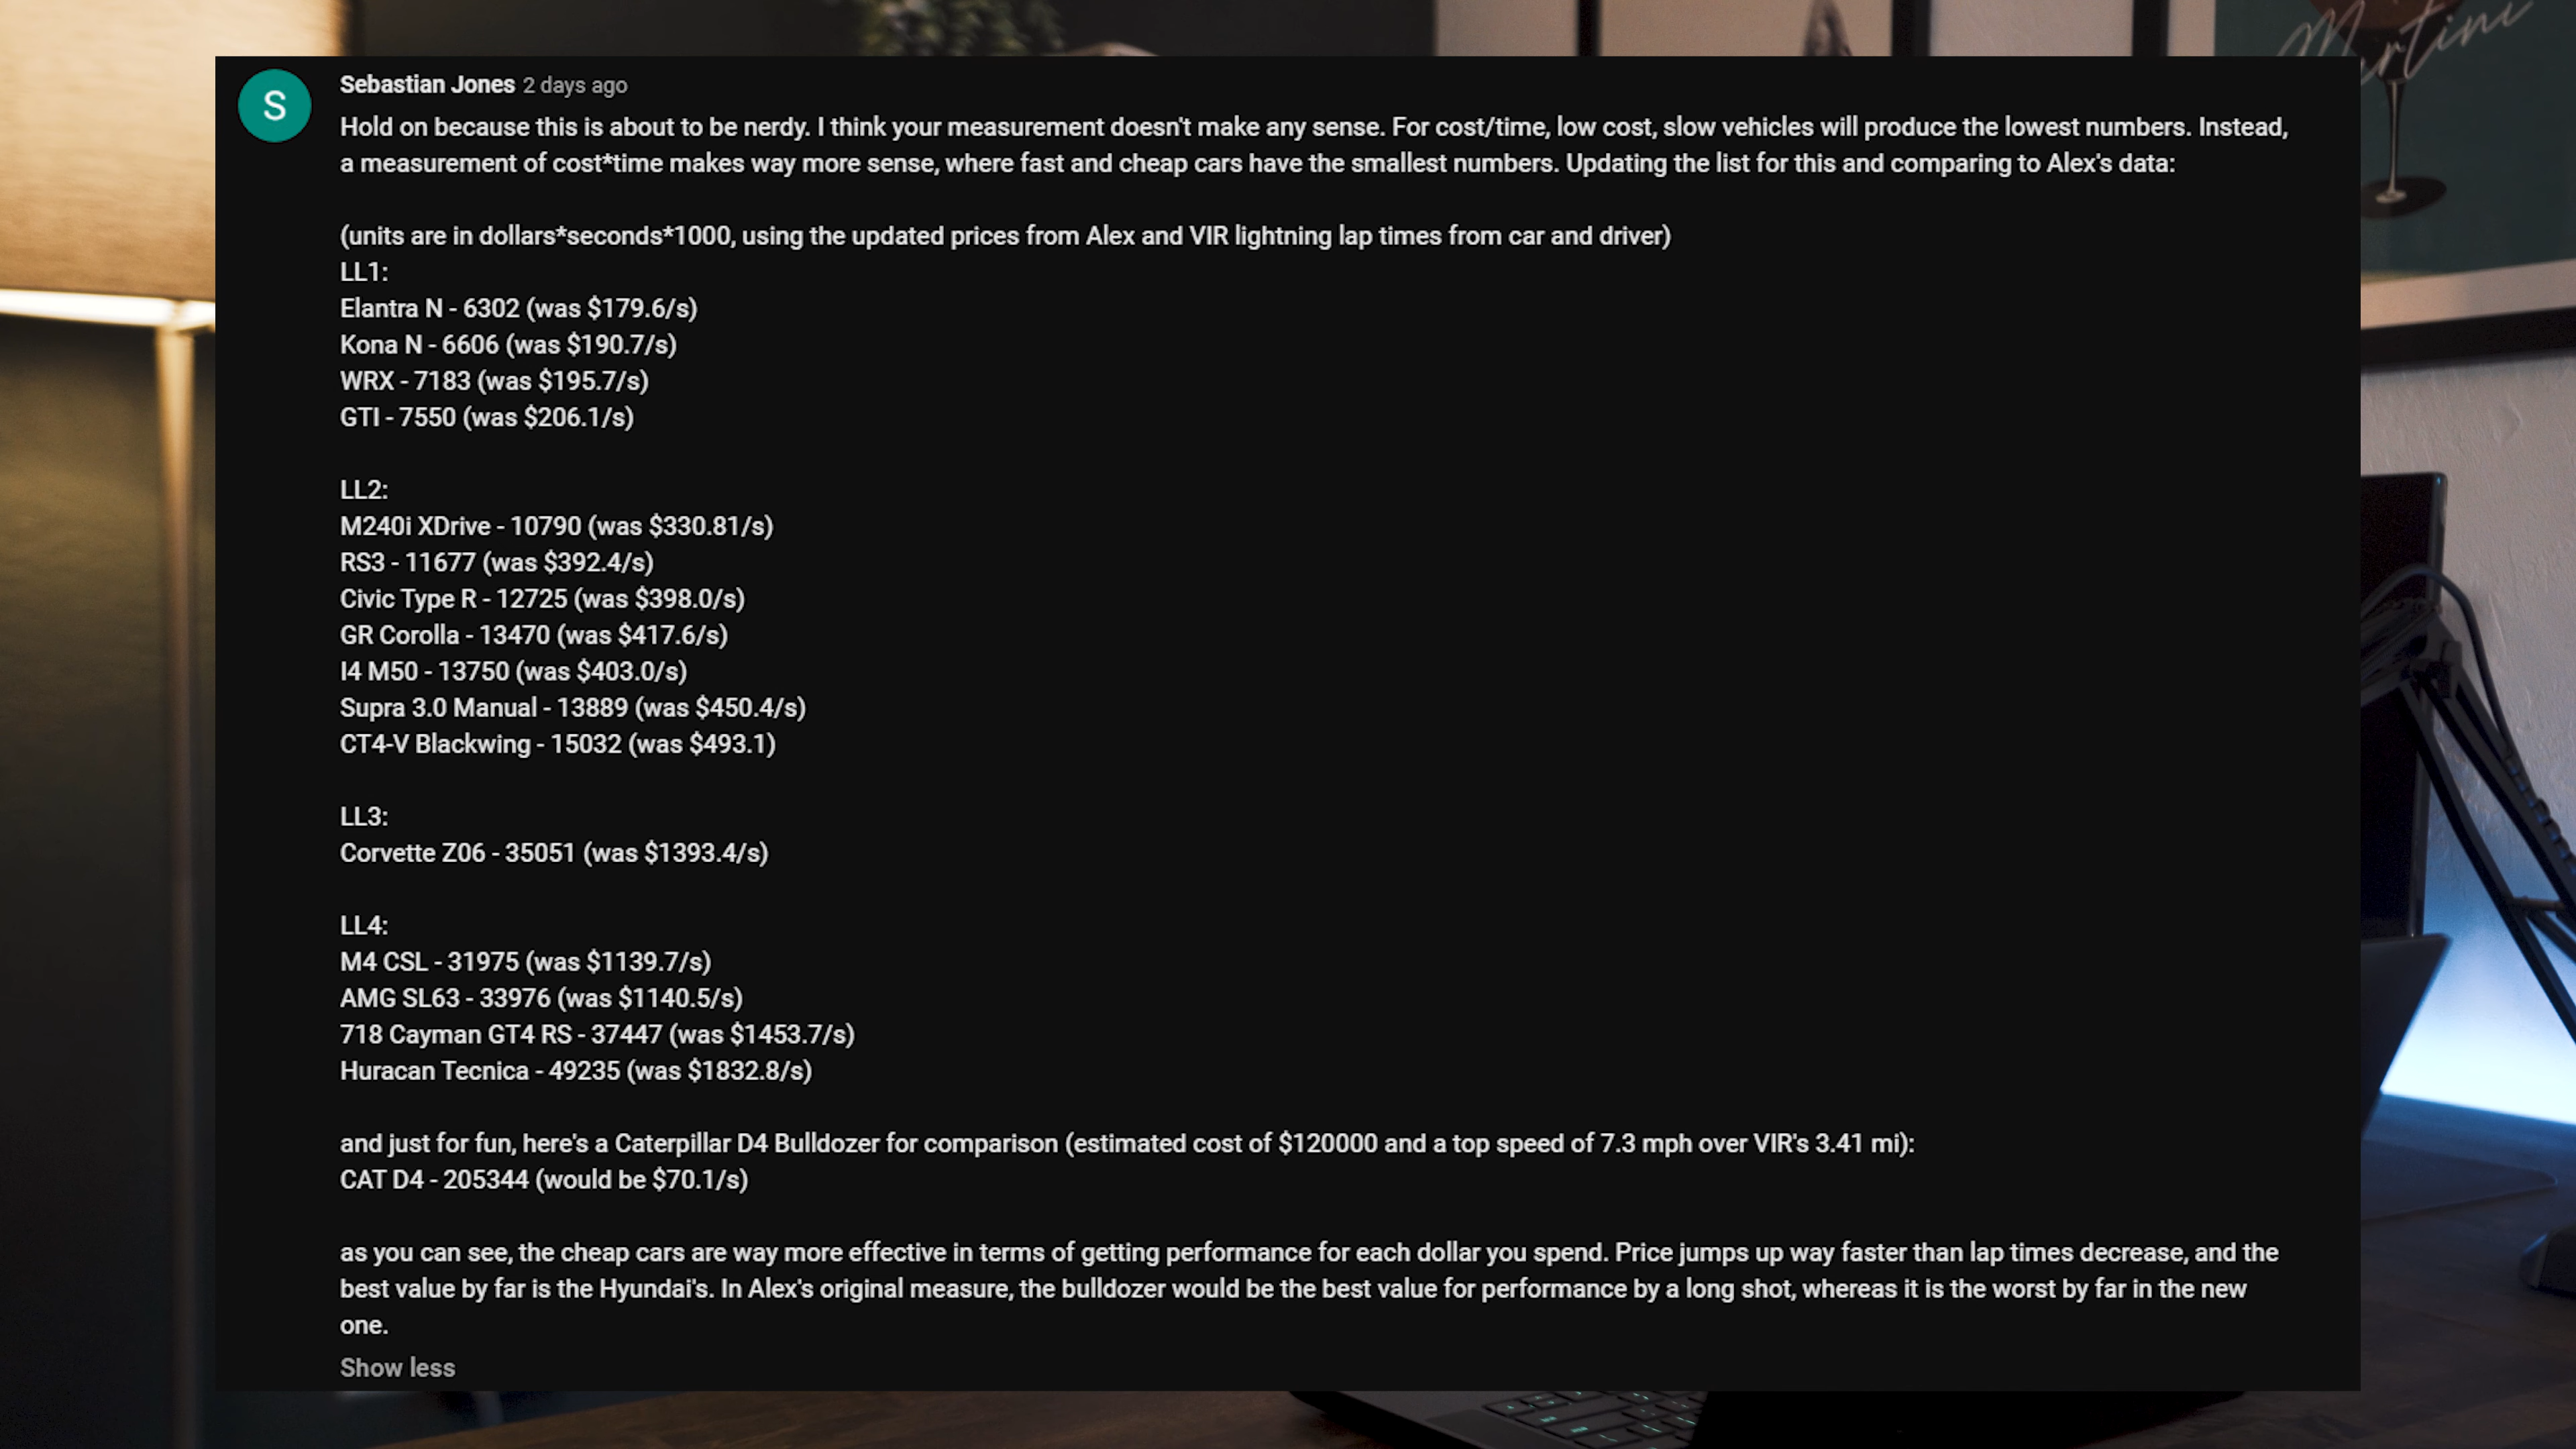 Martini
S
Sebastian Jones 2 days ago
Hold on because this is about to be nerdy. I think your measurement doesn't make any sense. For cost/time, low cost, slow vehicles will produce the lowest numbers. Instead,
a measurement of cost*time makes way more sense, where fast and cheap cars have the smallest numbers. Updating the list for this and comparing to Alex's data:
(units are in dollars*seconds*1000, using the updated prices from Alex and VIR lightning lap times from car and driver)
LL1:
Elantra N - 6302 (was $179.6/s)
Kona N - 6606 (was $190.7/s)
WRX - 7183 (was $195.7/s)
GTI - 7550 (was $206.1/s)
LL2:
M240i XDrive - 10790 (was $330.81/s)
RS3 - 11677 (was $392.4/s)
Civic Type R - 12725 (was $398.0/s)
GR Corolla - 13470 (was $417.6/s)
I4 M50 - 13750 (was $403.0/s)
Supra 3.0 Manual - 13889 (was $450.4/s)
CT4-V Blackwing - 15032 (was $493.1)
LL3:
Corvette Z06 - 35051 (was $1393.4/s)
LL4:
M4 CSL - 31975 (was $1139.7/s)
AMG SL63 - 33976 (was $1140.5/s)
718 Cayman GT4 RS - 37447 (was $1453.7/s)
Huracan Tecnica - 49235 (was $1832.8/s)
and just for fun, here's a Caterpillar D4 Bulldozer for comparison (estimated cost of $120000 and a top speed of 7.3 mph over VIR's 3.41 mi):
CAT D4 - 205344 (would be $70.1/s)
as you can see, the cheap cars are way more effective in terms of getting performance for each dollar you spend. Price jumps up way faster than lap times decrease, and the
best value by far is the Hyundai's. In Alex's original measure, the bulldozer would be the best value for performance by a long shot, whereas it is the worst by far in the new
one.
Show less